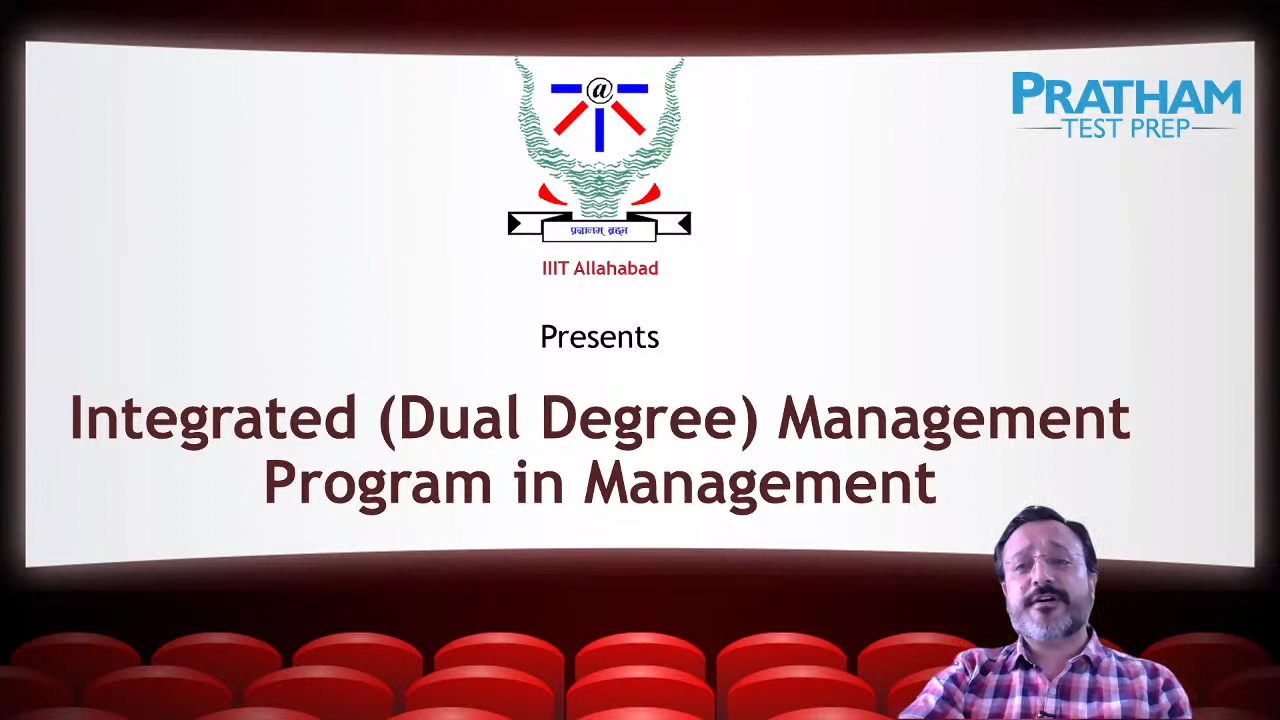 @
PRATHAM
TEST PREP
प्रज्ञानम् ब्रह्म
IIIT Allahabad
Presents
Integrated (Dual Degree) Management
Program in Management